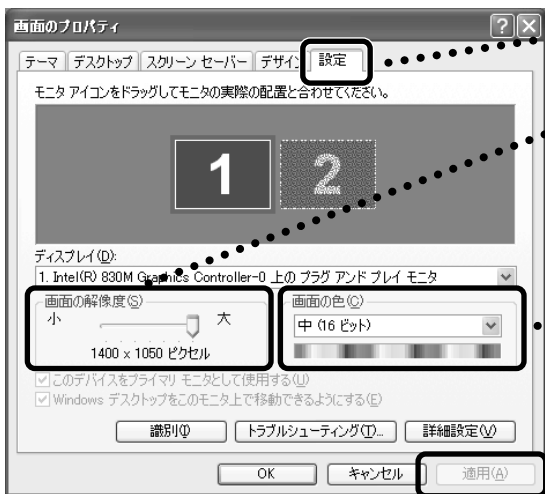 画面のプロパティ
テーマ デスクトップ スクリーン セーバー デザイン 設定
モニタ アイコンをドラッグしてモニタの実際の配置と合わせてください。
1 2
ディスプレイ(D):
1. Intel(R) 830M Graphics Controller-0 上の プラグ アンド プレイ モニタ
画面の解像度(S)
小 大
1400 x 1050 ピクセル
画面の色(C)
中 (16 ビット)
このデバイスをプライマリ モニタとして使用する(U)
Windows デスクトップをこのモニタ上で移動できるようにする(E)
識別(I) トラブルシューティング(T)... 詳細設定(V)
OK キャンセル 適用(A)